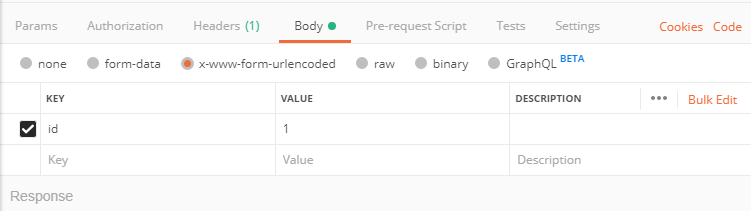 Params Authorization Headers (1) Body Pre-request Script Tests Settings Cookies Code
none form-data x-www-form-urlencoded raw binary GraphQL BETA
KEY VALUE DESCRIPTION ••• Bulk Edit
id 1
Key Value Description
Response